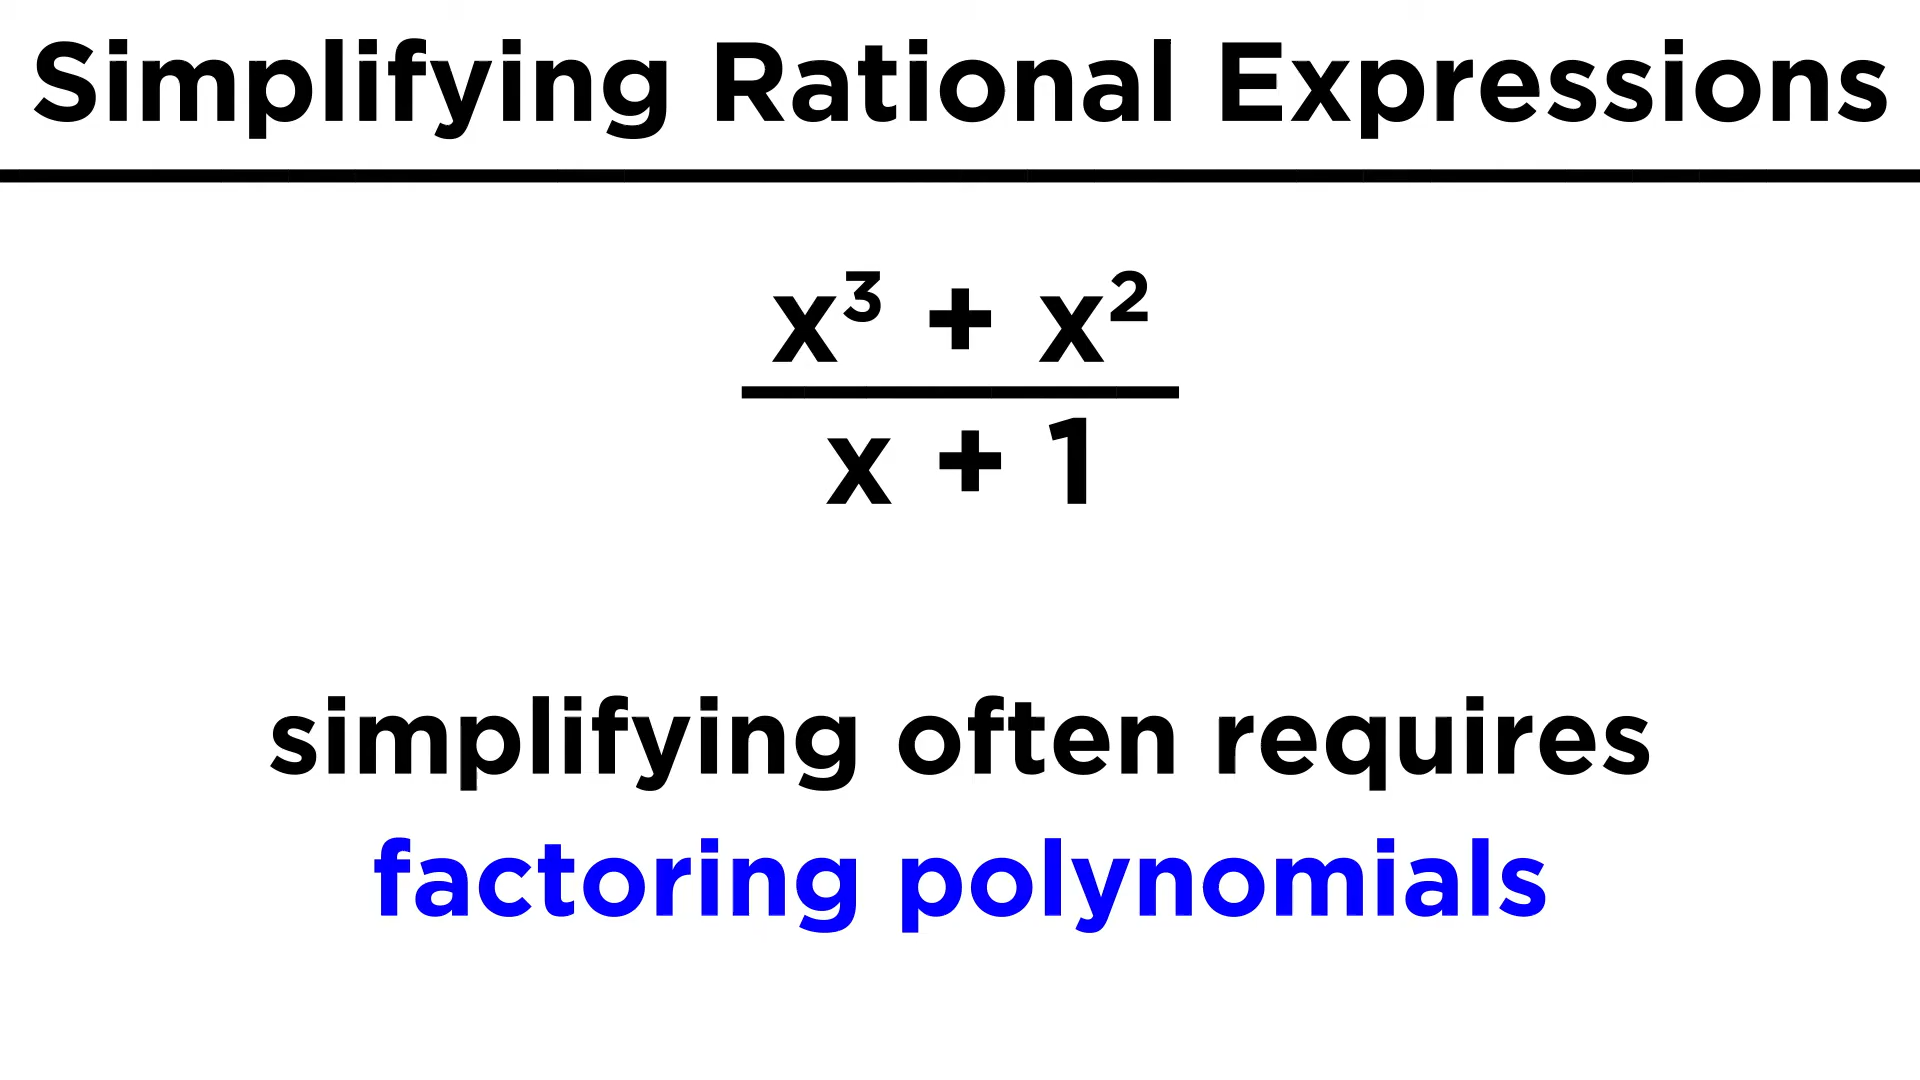 Simplifying Rational Expressions
x³ + x²
x + 1
simplifying often requires
factoring polynomials